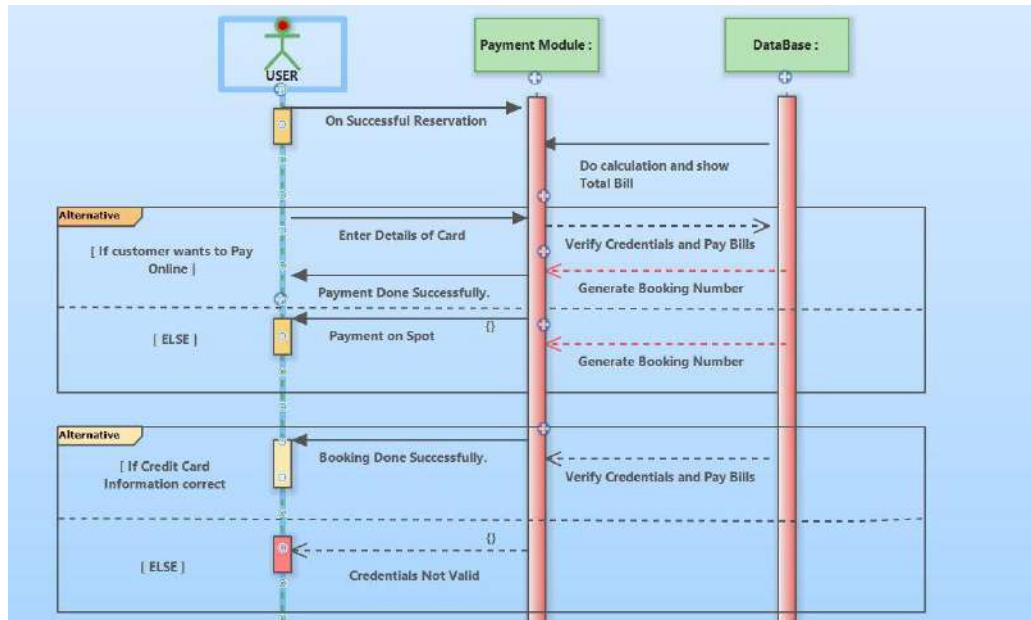 USER
Payment Module :
DataBase :
On Successful Reservation
Do calculation and show
Total Bill
Alternative
[ If customer wants to Pay
Online ]
Enter Details of Card
Verify Credentials and Pay Bills
Generate Booking Number
Payment Done Successfully.
[ ELSE ]
Payment on Spot
{}
Generate Booking Number
Alternative
[ If Credit Card
Information correct
Booking Done Successfully.
Verify Credentials and Pay Bills
[ ELSE ]
{}
Credentials Not Valid